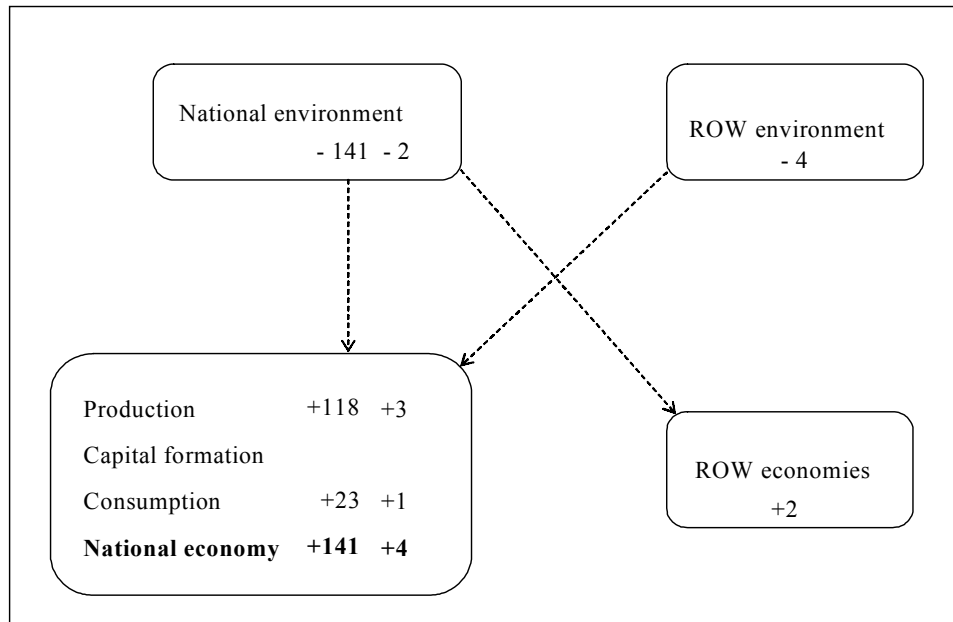 National environment
- 141 - 2
ROW environment
- 4
Production +118 +3
Capital formation
Consumption +23 +1
National economy +141 +4
ROW economies
+2